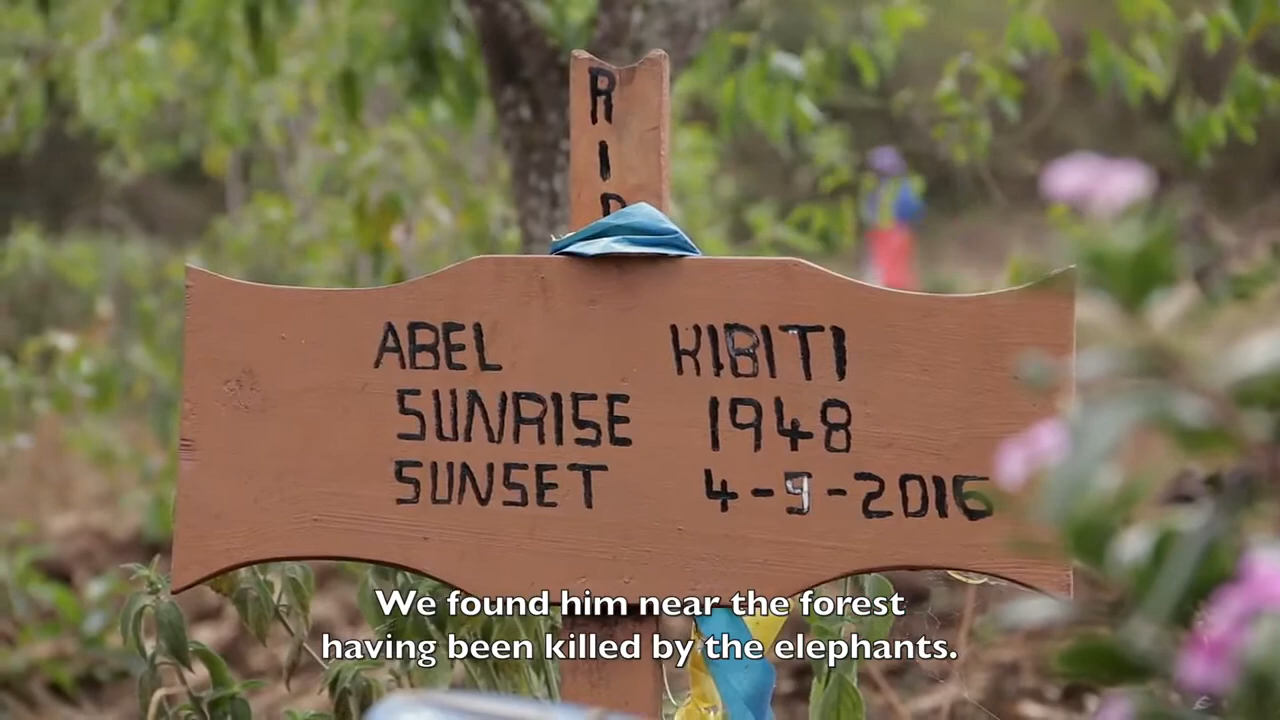 RIP
ABEL KIBITI
SUNRISE 1948
SUNSET 4-9-2016
We found him near the forest
having been killed by the elephants.